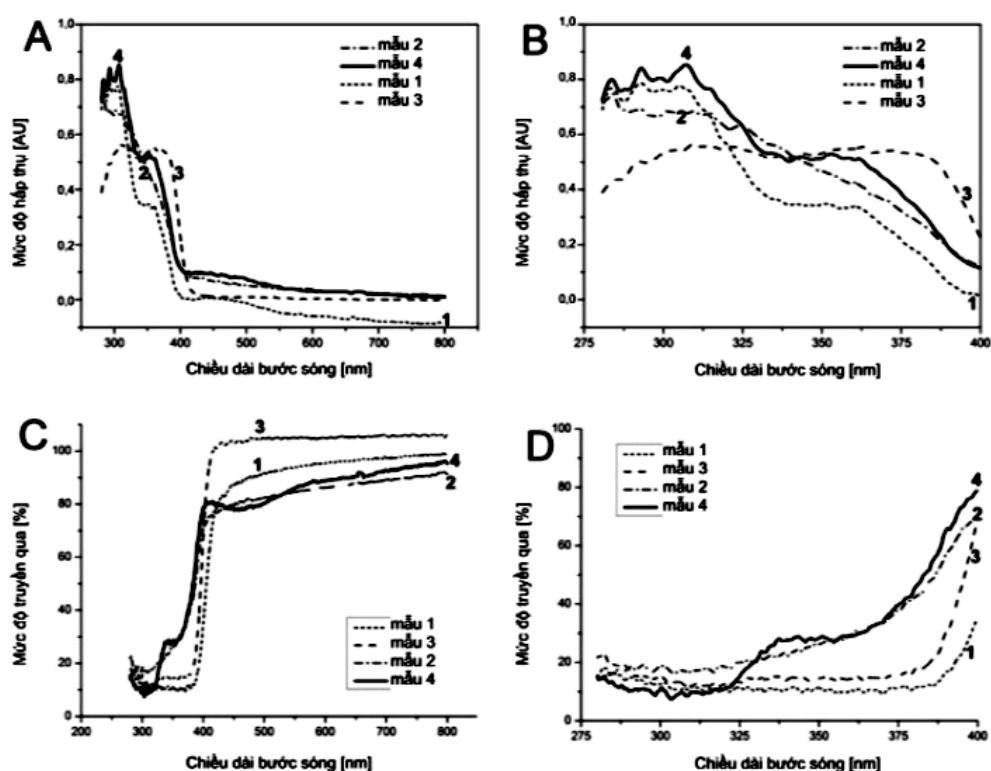 A
1,0
0,8
0,6
0,4
0,2
0,0
Mức độ hấp thụ [AU]
300 400 500 600 700 800
Chiều dài bước sóng [nm]
mẫu 2
mẫu 4
mẫu 1
mẫu 3
4
2
3
1
B
1,0
0,8
0,6
0,4
0,2
0,0
Mức độ hấp thụ [AU]
275 300 325 350 375 400
Chiều dài bước sóng [nm]
mẫu 2
mẫu 4
mẫu 1
mẫu 3
4
2
3
1
C
100
80
60
40
20
0
Mức độ truyền qua [%]
200 300 400 500 600 700 800
Chiều dài bước sóng [nm]
3
1
4
2
mẫu 1
mẫu 3
mẫu 2
mẫu 4
D
100
80
60
40
20
0
Mức độ truyền qua [%]
275 300 325 350 375 400
Chiều dài bước sóng [nm]
mẫu 1
mẫu 3
mẫu 2
mẫu 4
4
2
3
1